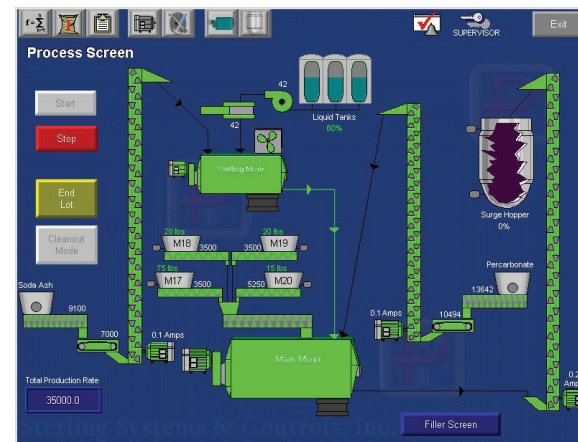 SUPERVISOR
Exit
Process Screen
Start
Stop
End
Lot
Cleanout
Mode
42
42
Liquid Tanks
60%
Wetting Mixer
Surge Hopper
0%
20 lbs
M18
3500
20 lbs
3500
M19
75 lbs
M17
3500
15 lbs
5250
M20
Soda Ash
9100
7000
0.1 Amps
Percarbonate
13642
10494
0.1 Amps
Main Mixer
0.2
Amp
Total Production Rate
35000.0
Filler Screen
Sterling Systems & Controls, Inc